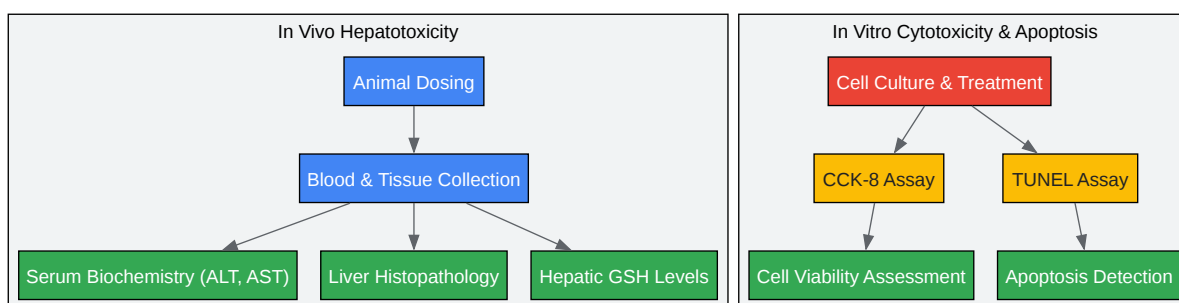 In Vivo Hepatotoxicity
Animal Dosing
Blood & Tissue Collection
Serum Biochemistry (ALT, AST)
Liver Histopathology
Hepatic GSH Levels
In Vitro Cytotoxicity & Apoptosis
Cell Culture & Treatment
CCK-8 Assay
TUNEL Assay
Cell Viability Assessment
Apoptosis Detection